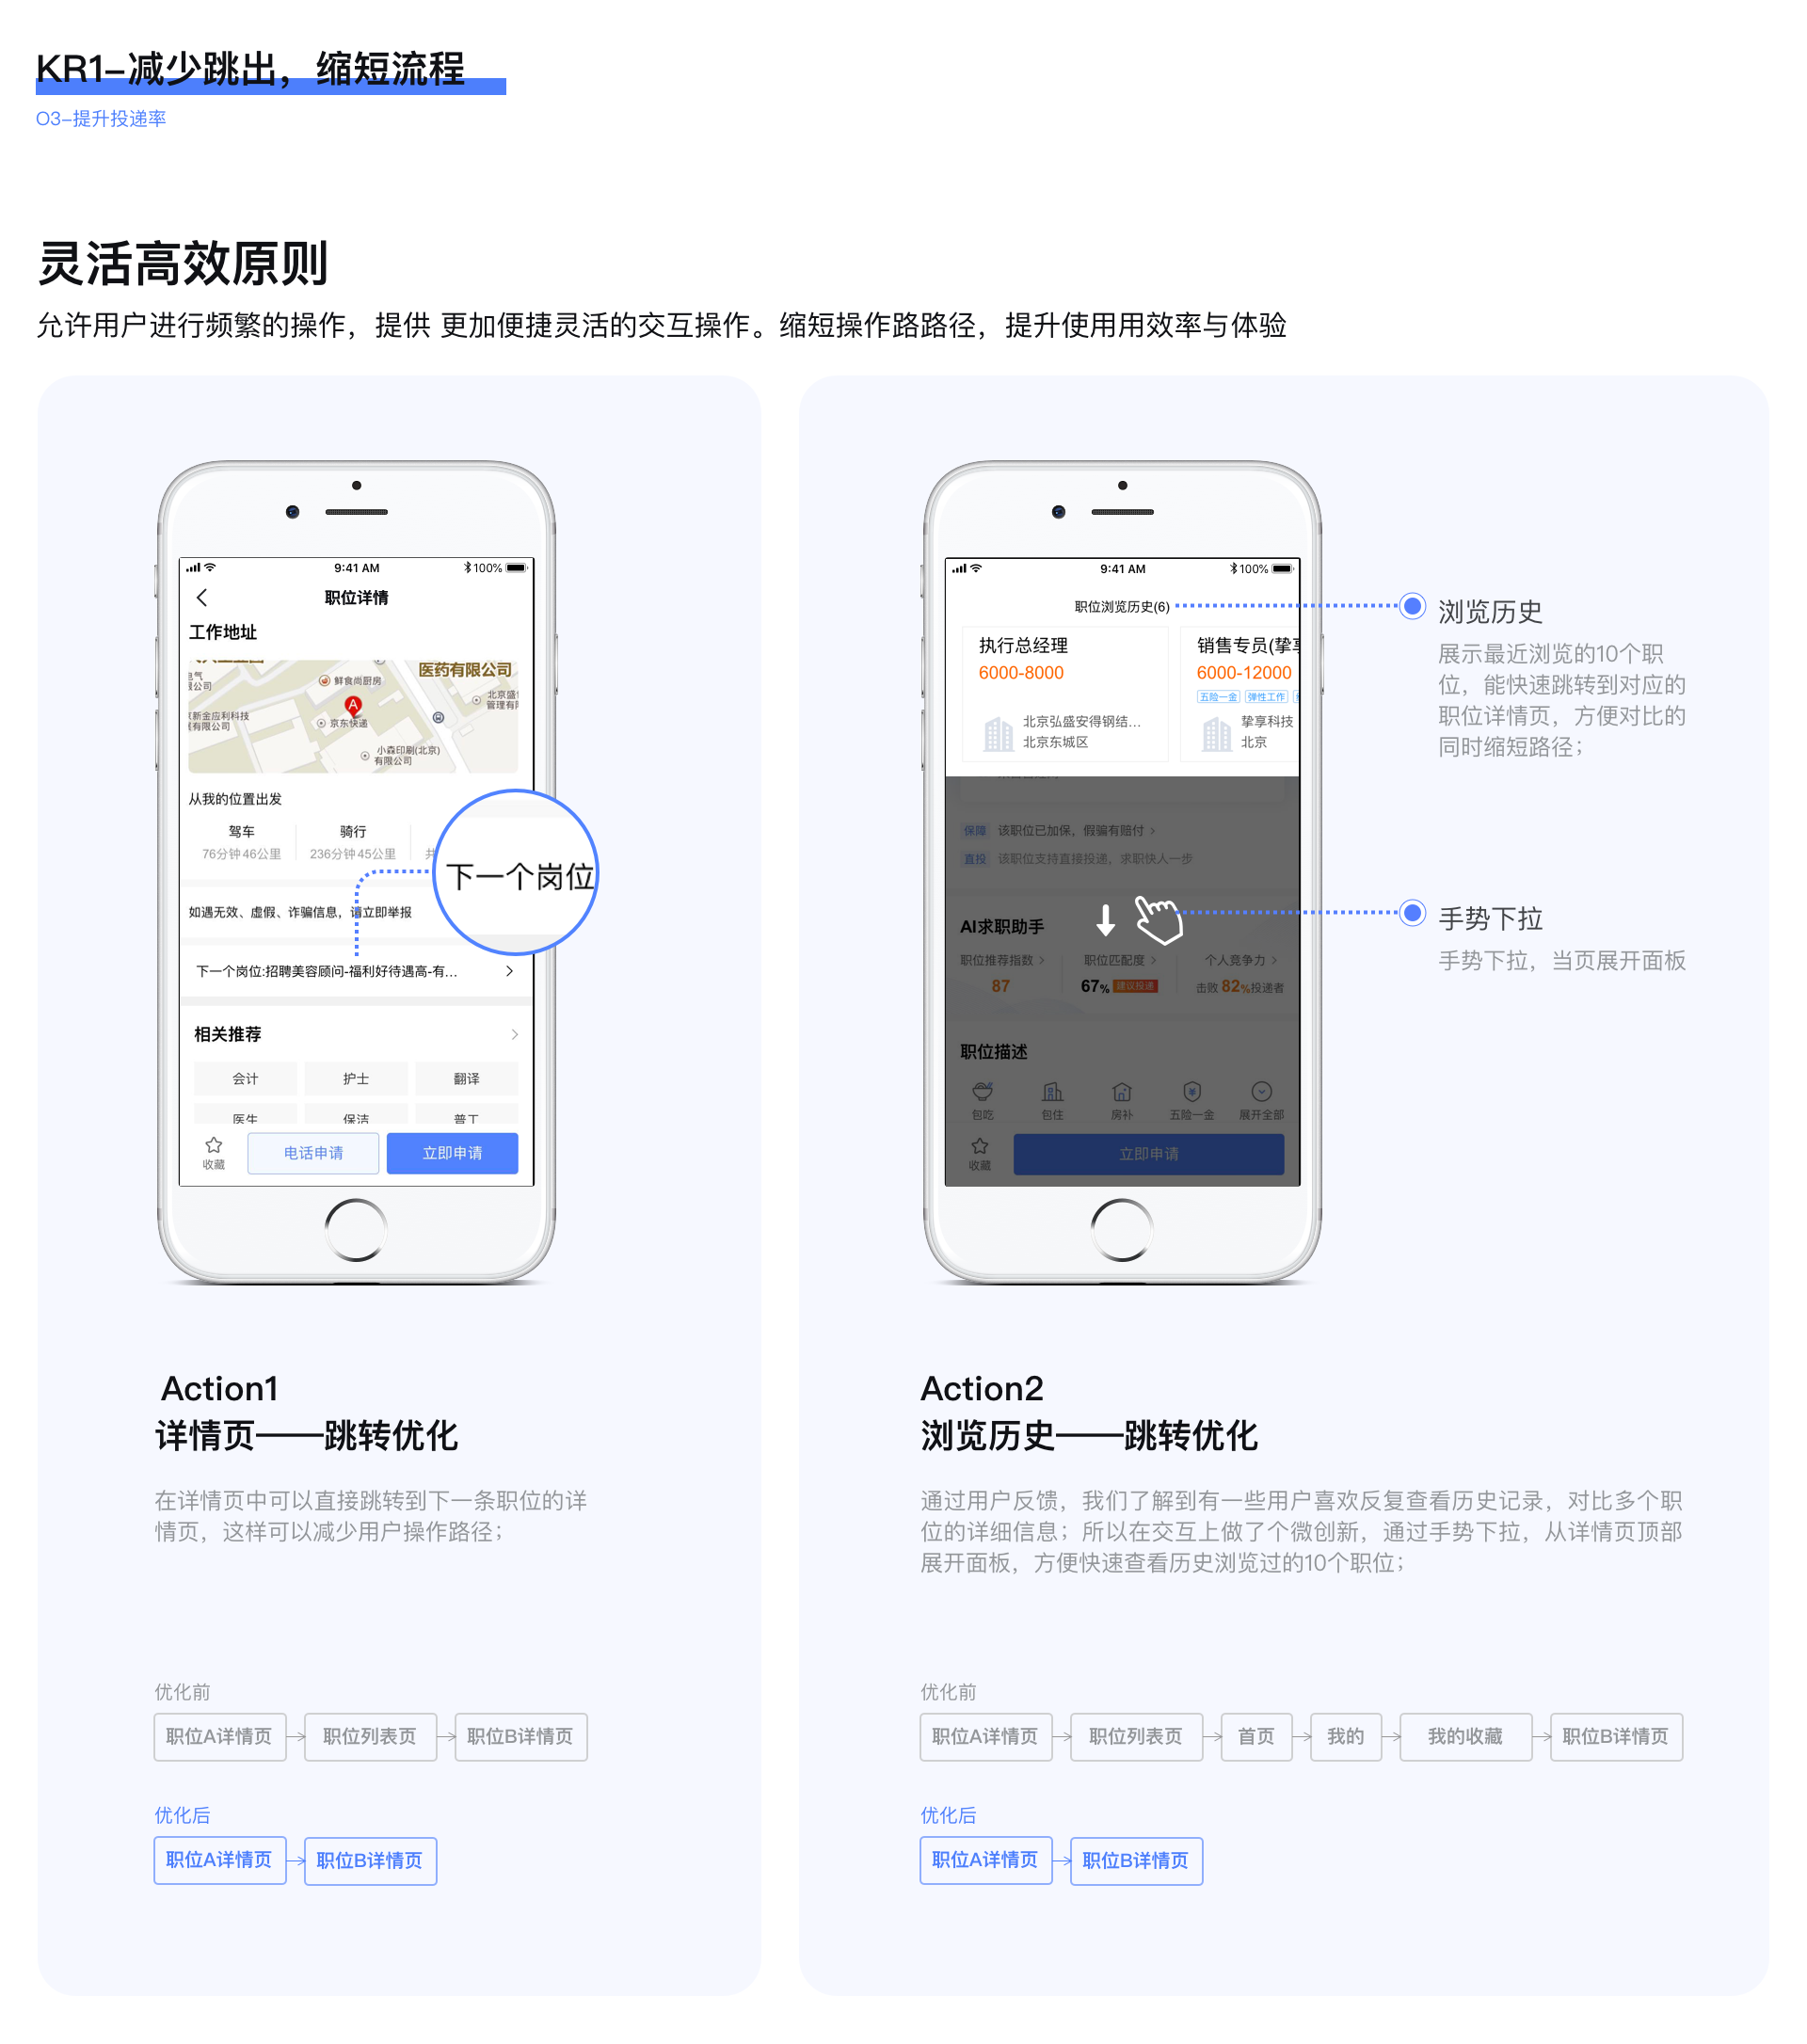 KR1-减少跳出，缩短流程
O3-提升投递率
灵活高效原则
允许用户进行频繁的操作，提供 更加便捷灵活的交互操作。缩短操作路路径，提升使用用效率与体验
9:41 AM
100%
职位详情
工作地址
医药有限公司
鲜食尚厨房
A
京东快递
小森印刷(北京)
有限公司
从我的位置出发
驾车
76分钟46公里
骑行
236分钟45公里
下一个岗位
如遇无效、虚假、诈骗信息，请立即举报
下一个岗位:招聘美容顾问-福利好待遇高-有...
相关推荐
会计
护士
翻译
医生
保洁
普工
收藏
电话申请
立即申请
9:41 AM
100%
职位浏览历史(6)
执行总经理
6000-8000
北京弘盛安得钢结...
北京东城区
销售专员(挚享
6000-12000
五险一金
弹性工作
挚享科技
北京
保障 该职位已加保，假骗有赔付
直投 该职位支持直接投递，求职快人一步
AI求职助手
职位推荐指数
87
职位匹配度
67% 建议投递
个人竞争力
击败 82%投递者
职位描述
包吃
包住
房补
五险一金
展开全部
收藏
立即申请
浏览历史
展示最近浏览的10个职
位，能快速跳转到对应的
职位详情页，方便对比的
同时缩短路径；
手势下拉
手势下拉，当页展开面板
Action1
详情页——跳转优化
在详情页中可以直接跳转到下一条职位的详
情页，这样可以减少用户操作路径；
优化前
职位A详情页
职位列表页
职位B详情页
优化后
职位A详情页
职位B详情页
Action2
浏览历史——跳转优化
通过用户反馈，我们了解到有一些用户喜欢反复查看历史记录，对比多个职
位的详细信息；所以在交互上做了个微创新，通过手势下拉，从详情页顶部
展开面板，方便快速查看历史浏览过的10个职位；
优化前
职位A详情页
职位列表页
首页
我的
我的收藏
职位B详情页
优化后
职位A详情页
职位B详情页